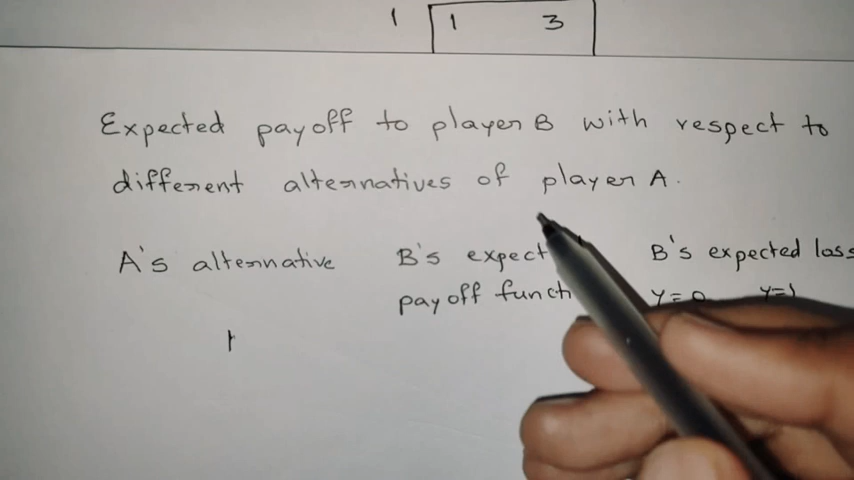 1 1 3
Expected payoff to player B with respect to
different alternatives of player A.
A's alternative B's expect B's expected loss
payoff funct y=0 y=1
1